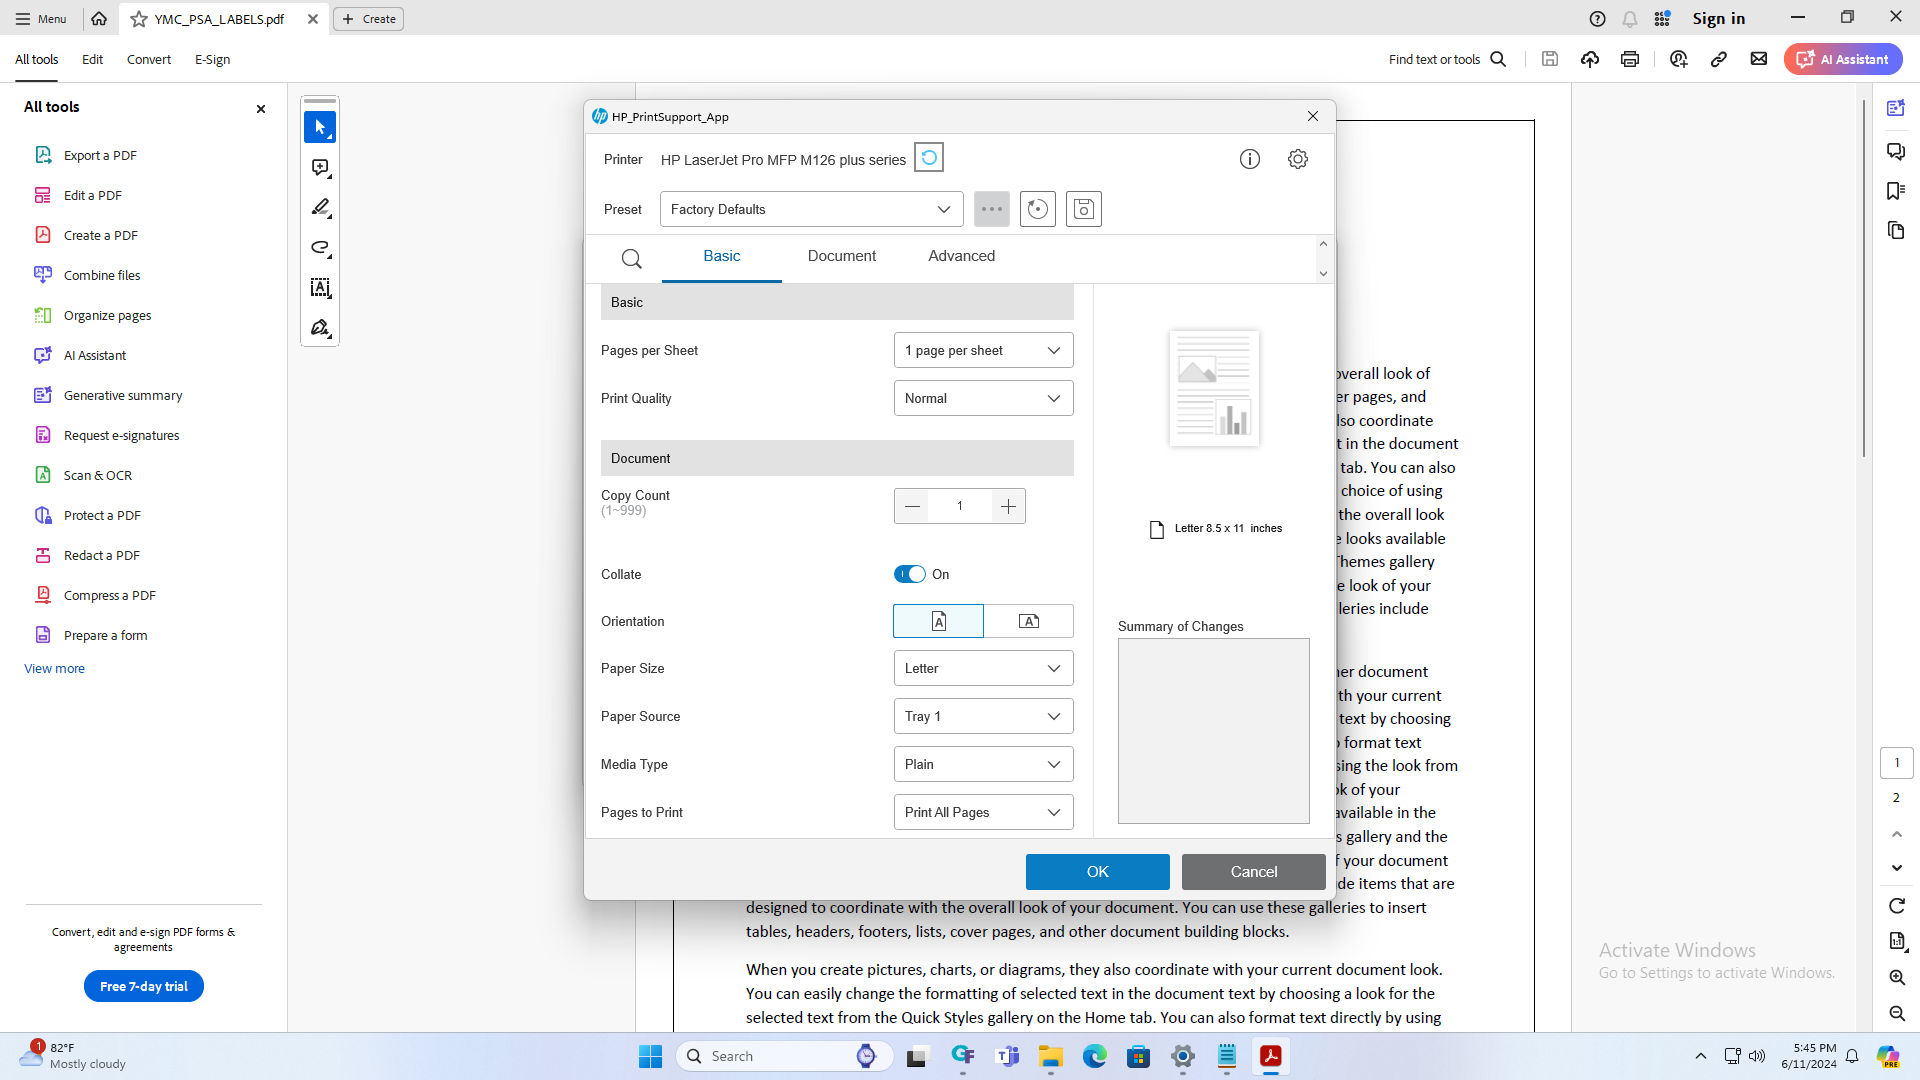 Menu
YMC_PSA_LABELS.pdf
Create
Sign in
All tools
Edit
Convert
E-Sign
Find text or tools
AI Assistant
All tools
Export a PDF
Edit a PDF
Create a PDF
Combine files
Organize pages
AI Assistant
Generative summary
Request e-signatures
Scan & OCR
Protect a PDF
Redact a PDF
Compress a PDF
Prepare a form
View more
Convert, edit and e-sign PDF forms &
agreements
Free 7-day trial
HP_PrintSupport_App
Printer
HP LaserJet Pro MFP M126 plus series
Preset
Factory Defaults
Basic
Document
Advanced
Basic
Pages per Sheet
1 page per sheet
Print Quality
Normal
Document
Copy Count
(1~999)
1
Collate
On
Orientation
Paper Size
Letter
Paper Source
Tray 1
Media Type
Plain
Pages to Print
Print All Pages
Letter 8.5 x 11 inches
Summary of Changes
OK
Cancel
overall look of
er pages, and
lso coordinate
t in the document
tab. You can also
choice of using
the overall look
e looks available
Themes gallery
e look of your
leries include
her document
th your current
text by choosing
o format text
sing the look from
ok of your
available in the
s gallery and the
f your document
de items that are
designed to coordinate with the overall look of your document. You can use these galleries to insert
tables, headers, footers, lists, cover pages, and other document building blocks.
When you create pictures, charts, or diagrams, they also coordinate with your current document look.
You can easily change the formatting of selected text in the document text by choosing a look for the
selected text from the Quick Styles gallery on the Home tab. You can also format text directly by using
1
2
Activate Windows
Go to Settings to activate Windows.
1
82°F
Mostly cloudy
Search
5:45 PM
6/11/2024
PRE